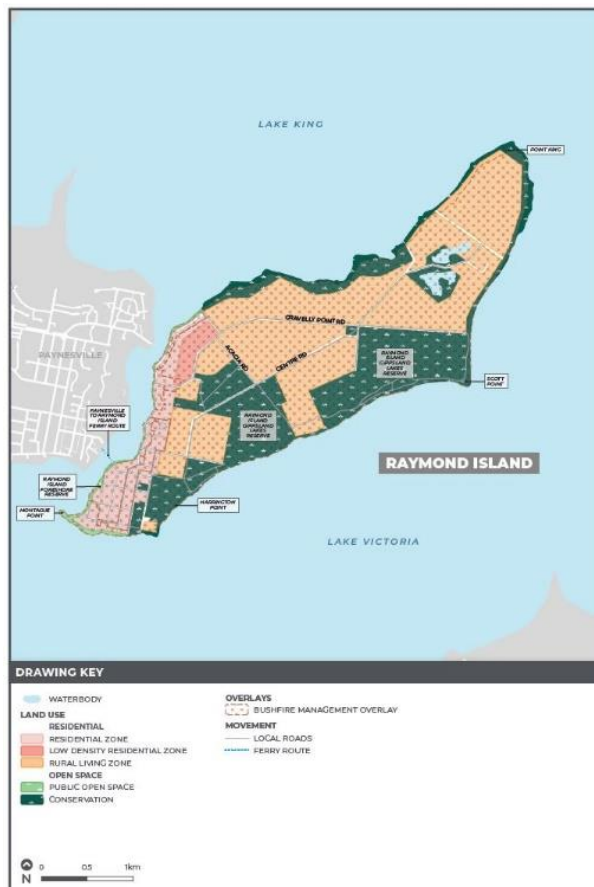 LAKE KING
POINT KING
GRAVELLY POINT RD
PAYNESVILLE
ACACIA RD
CENTRE RD
RAYMOND
ISLAND
GIPPSLAND
LAKES
RESERVE
SCOTT
POINT
PAYNESVILLE
TO RAYMOND
ISLAND
FERRY ROUTE
RAYMOND
ISLAND
GIPPSLAND
LAKES
RESERVE
RAYMOND ISLAND
RAYMOND
ISLAND
FORESHORE
RESERVE
MONTAGUE
POINT
HARRINGTON
POINT
LAKE VICTORIA
DRAWING KEY
WATERBODY
LAND USE
RESIDENTIAL
RESIDENTIAL ZONE
LOW DENSITY RESIDENTIAL ZONE
RURAL LIVING ZONE
OPEN SPACE
PUBLIC OPEN SPACE
CONSERVATION
OVERLAYS
BUSHFIRE MANAGEMENT OVERLAY
MOVEMENT
LOCAL ROADS
FERRY ROUTE
N 0 0.5 1km